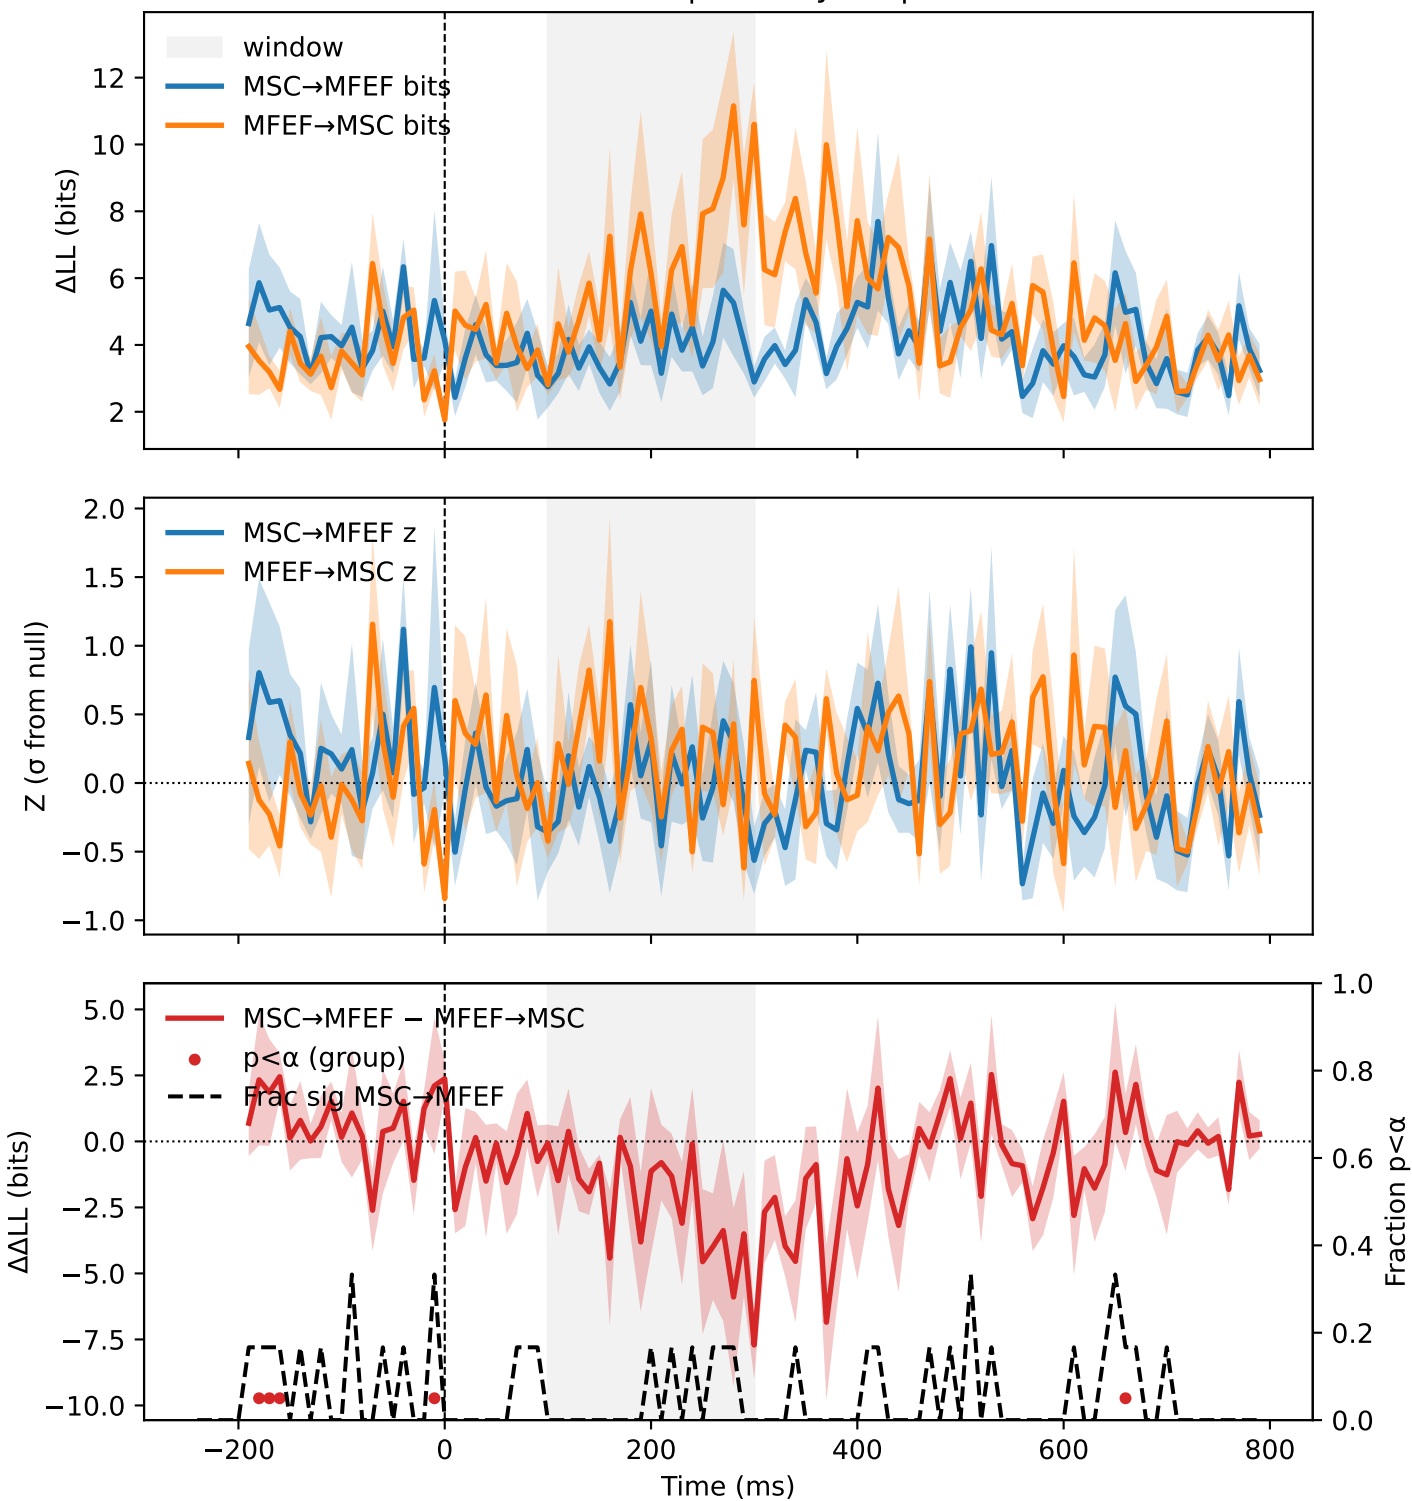 window
MSC→MFEF bits
MFEF→MSC bits
12
10
8
6
4
2
ΔLL (bits)
MSC→MFEF z
MFEF→MSC z
2.0
1.5
1.0
0.5
0.0
−0.5
−1.0
Z (σ from null)
MSC→MFEF − MFEF→MSC
p<α (group)
Frac sig MSC→MFEF
5.0
2.5
0.0
−2.5
−5.0
−7.5
−10.0
ΔΔLL (bits)
1.0
0.8
0.6
0.4
0.2
0.0
Fraction p<α
−200 0 200 400 600 800
Time (ms)